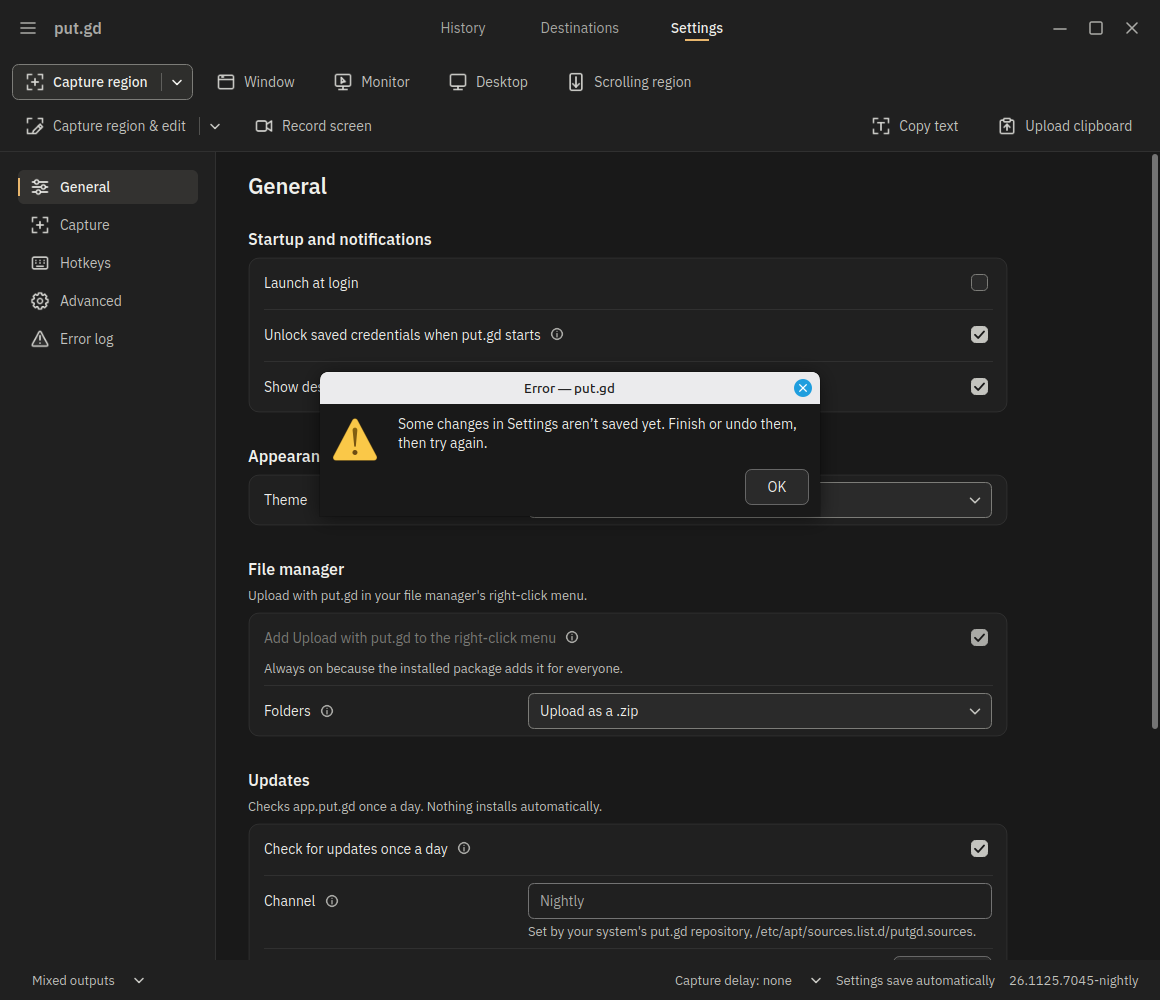 put.gd
History
Destinations
Settings
Capture region
Window
Monitor
Desktop
Scrolling region
Capture region & edit
Record screen
Copy text
Upload clipboard
General
Capture
Hotkeys
Advanced
Error log
General
Startup and notifications
Launch at login
Unlock saved credentials when put.gd starts
Show des
Error — put.gd
Some changes in Settings aren’t saved yet. Finish or undo them,
then try again.
OK
Appearan
Theme
File manager
Upload with put.gd in your file manager's right-click menu.
Add Upload with put.gd to the right-click menu
Always on because the installed package adds it for everyone.
Folders
Upload as a .zip
Updates
Checks app.put.gd once a day. Nothing installs automatically.
Check for updates once a day
Channel
Nightly
Set by your system's put.gd repository, /etc/apt/sources.list.d/putgd.sources.
Mixed outputs
Capture delay: none
Settings save automatically
26.1125.7045-nightly